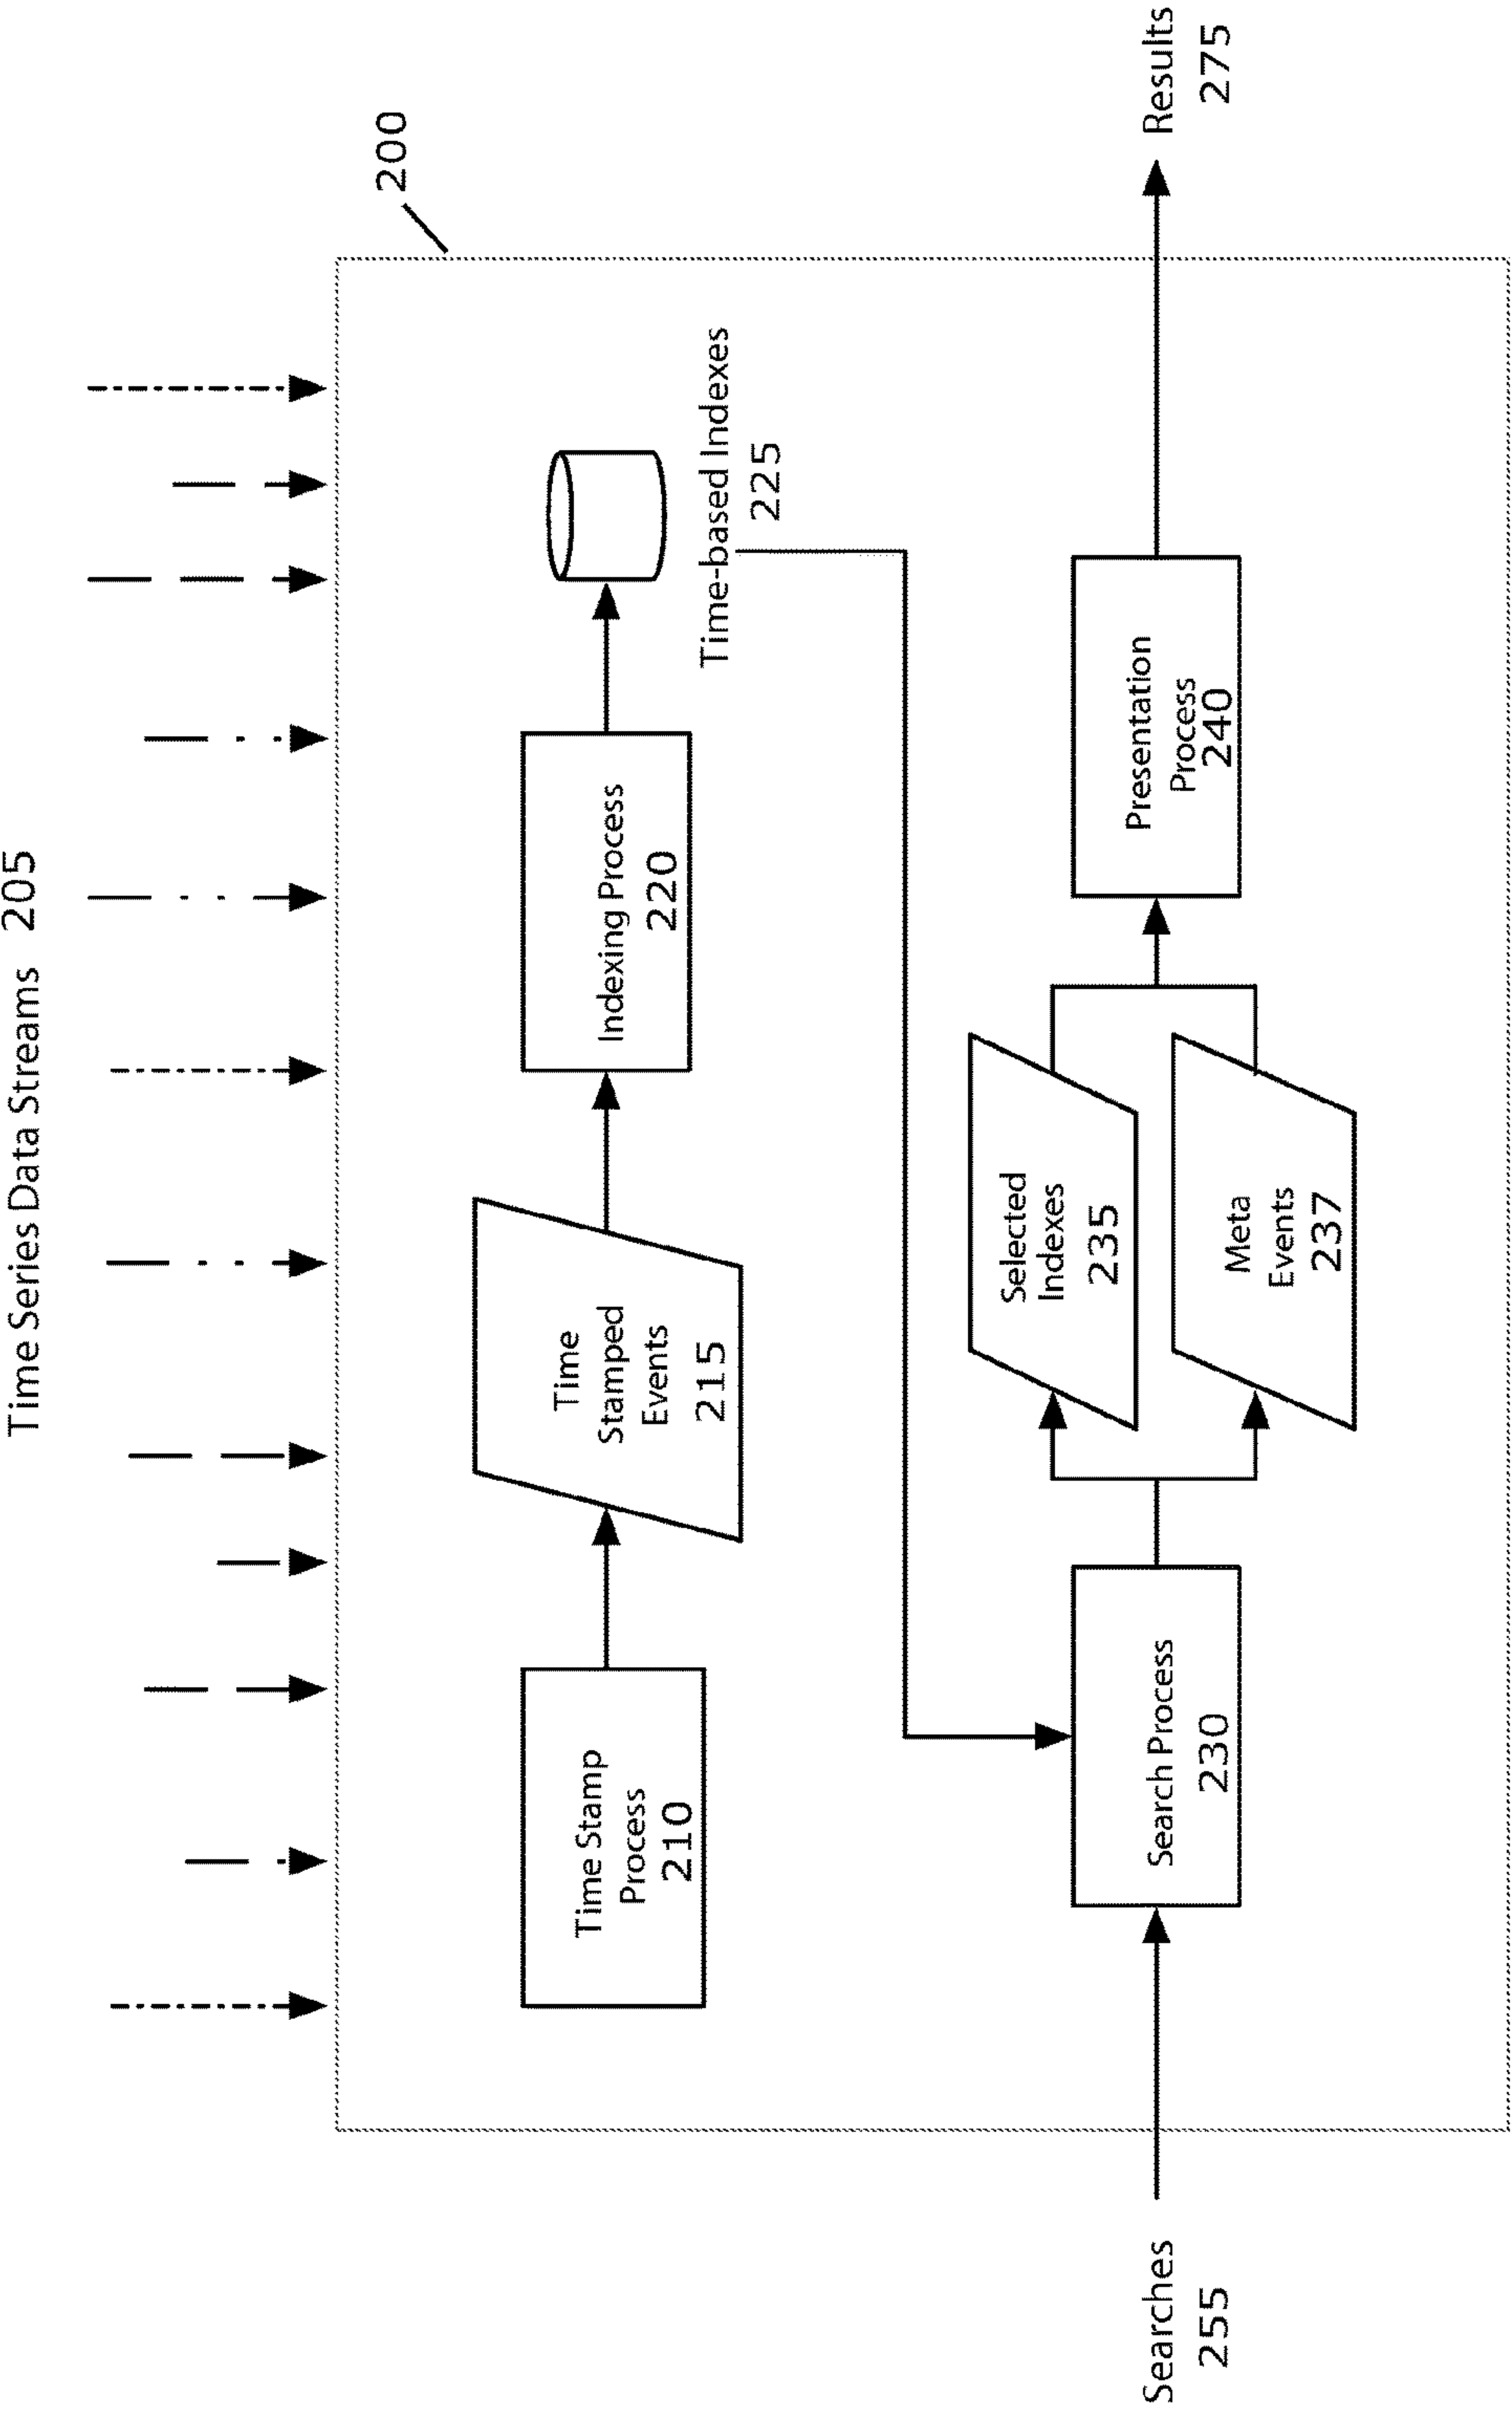 Time Series Data Streams 205
200
Time Stamp
Process
210
Time
Stamped
Events
215
Indexing Process
220
Time-based Indexes
225
Searches
255
Search Process
230
Selected
Indexes
235
Meta
Events
237
Presentation
Process
240
Results
275